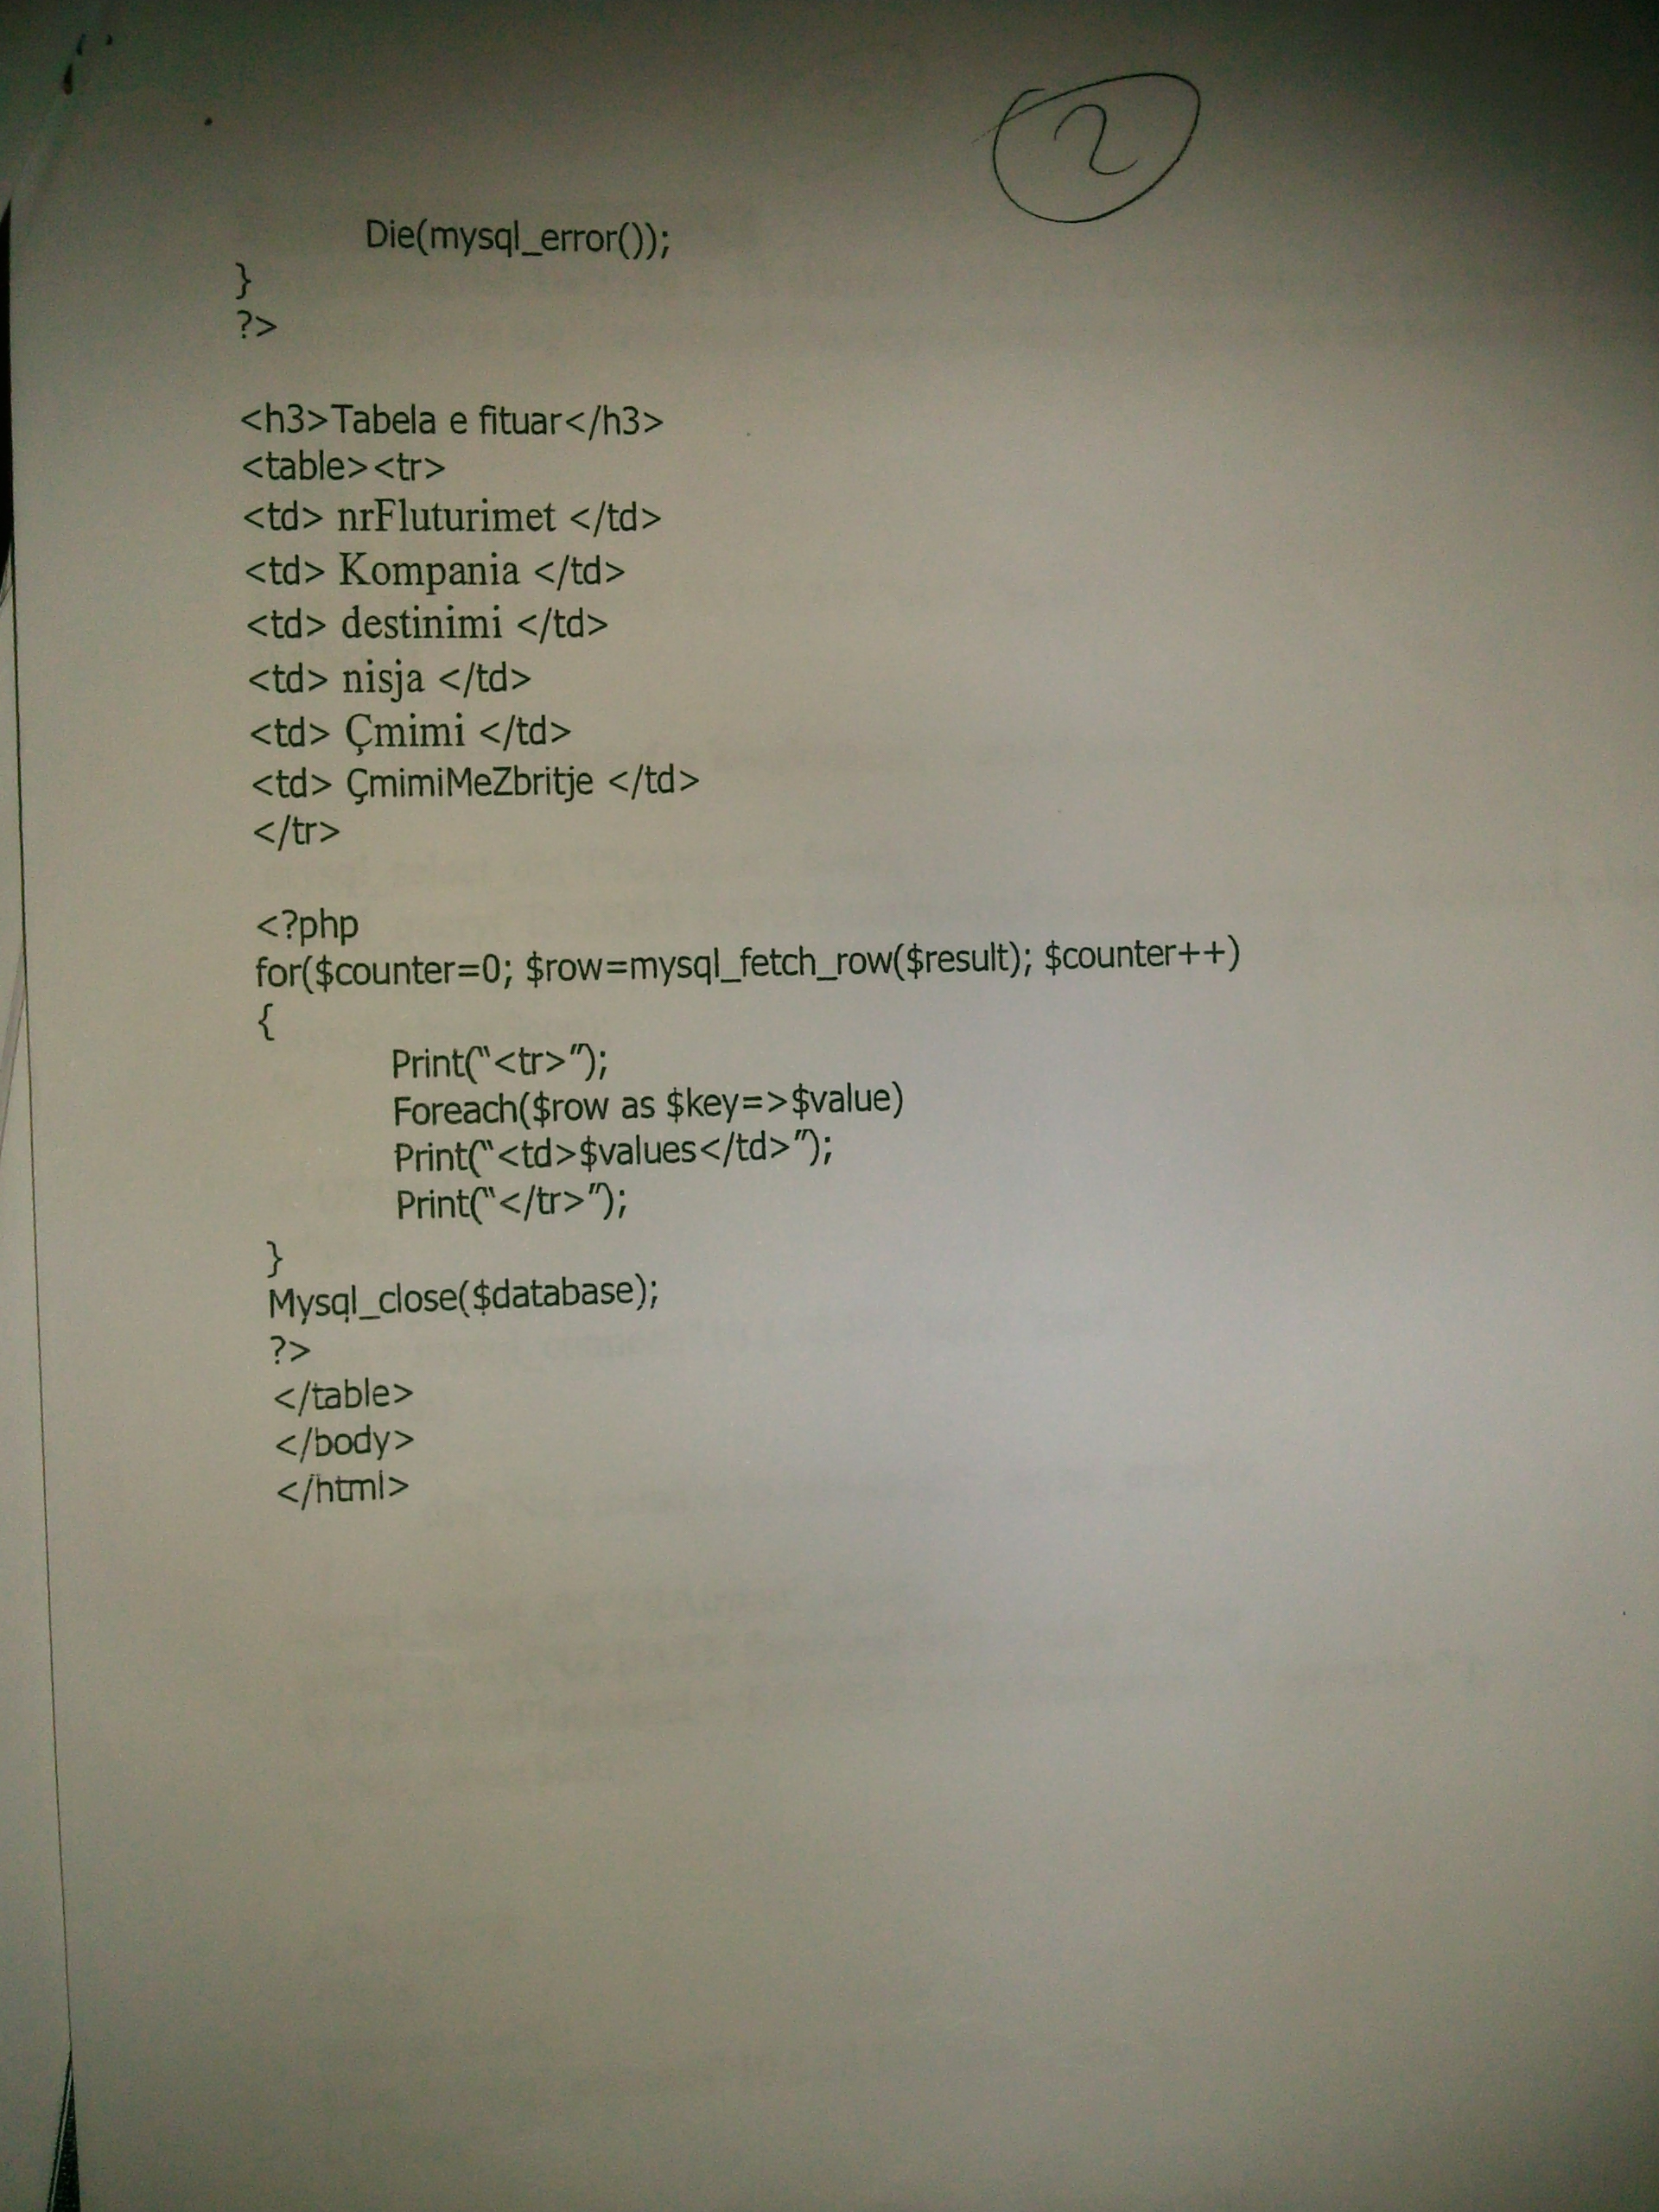 2
Die(mysql_error());
}
?>
<h3>Tabela e fituar</h3>
<table><tr>
<td> nrFluturimet </td>
<td> Kompania </td>
<td> destinimi </td>
<td> nisja </td>
<td> Çmimi </td>
<td> ÇmimiMeZbritje </td>
</tr>
<?php
for($counter=0; $row=mysql_fetch_row($result); $counter++)
{
Print("<tr>");
Foreach($row as $key=>$value)
Print("<td>$values</td>");
Print("</tr>");
}
Mysql_close($database);
?>
</table>
</body>
</html>